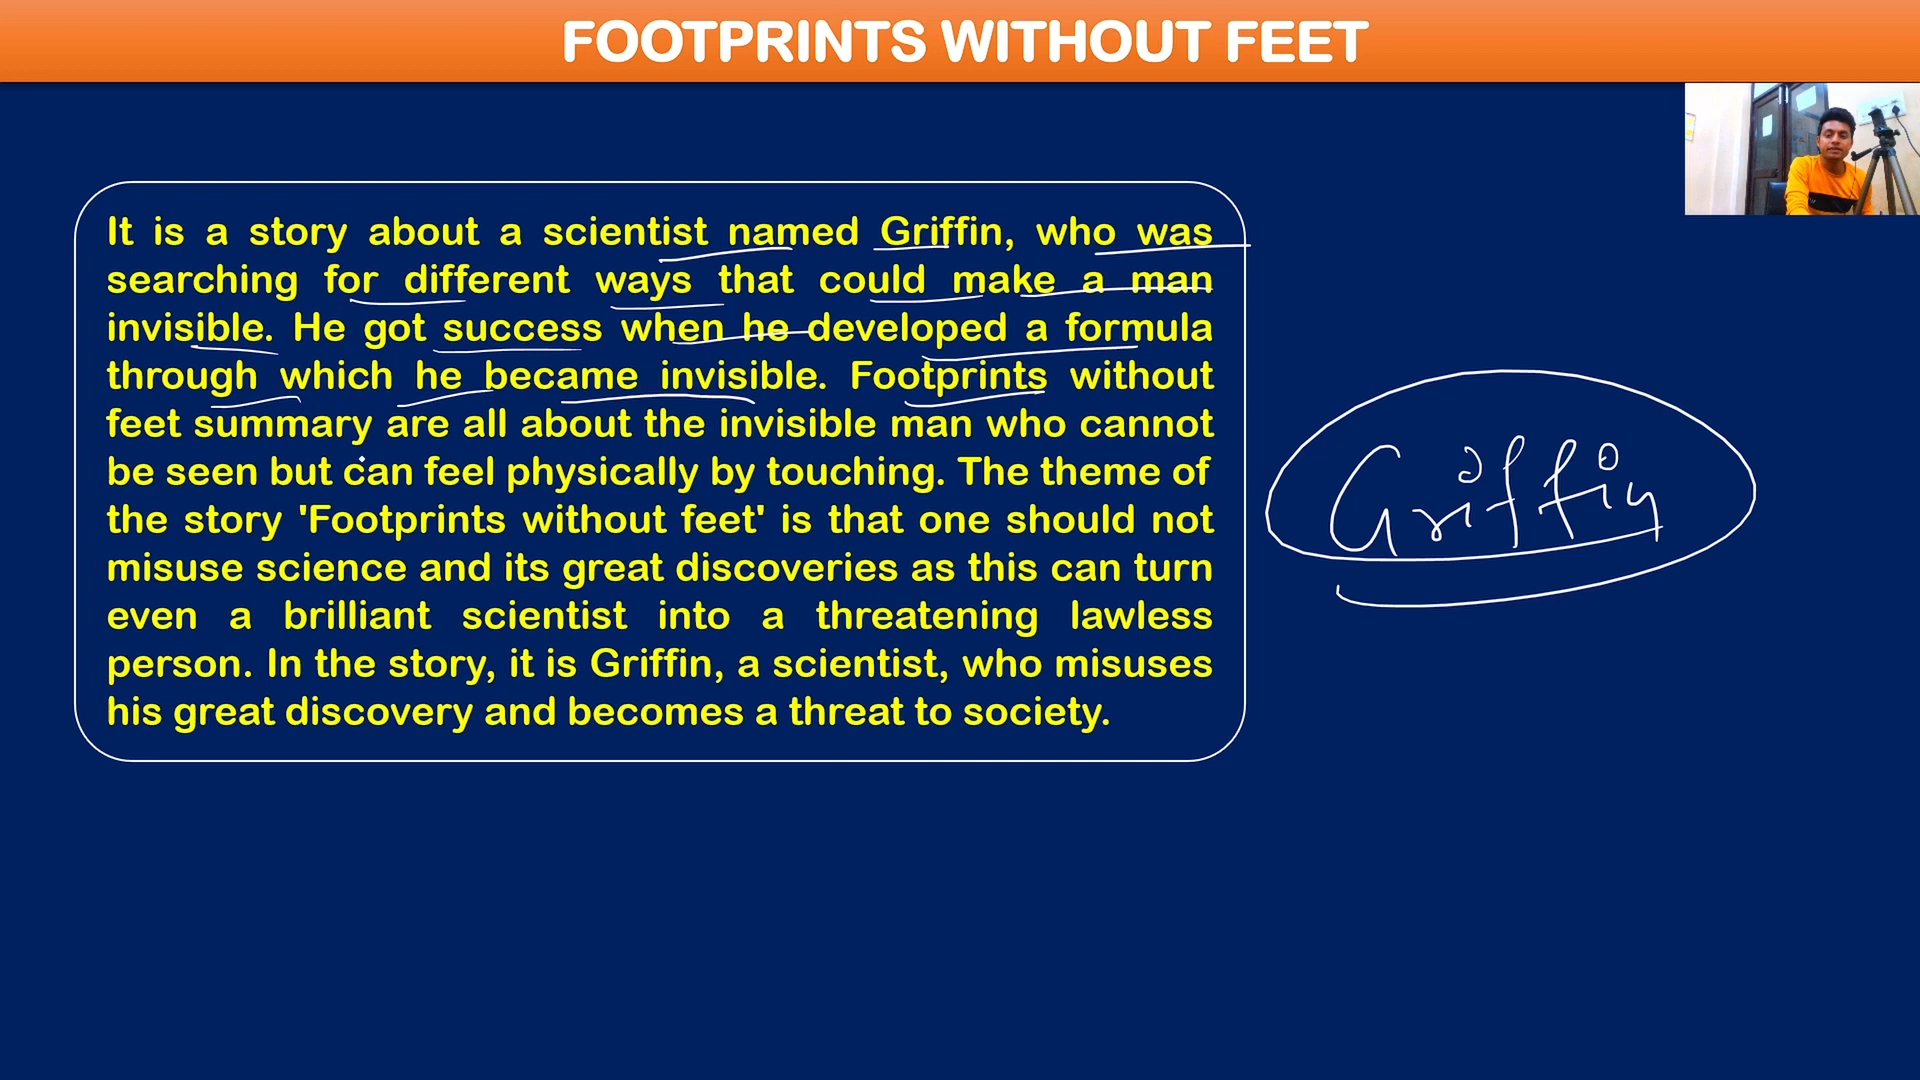 FOOTPRINTS WITHOUT FEET
It is a story about a scientist named Griffin, who was
searching for different ways that could make a man
invisible. He got success when he developed a formula
through which he became invisible. Footprints without
feet summary are all about the invisible man who cannot
be seen but can feel physically by touching. The theme of
the story 'Footprints without feet' is that one should not
misuse science and its great discoveries as this can turn
even a brilliant scientist into a threatening lawless
person. In the story, it is Griffin, a scientist, who misuses
his great discovery and becomes a threat to society.
Griffin